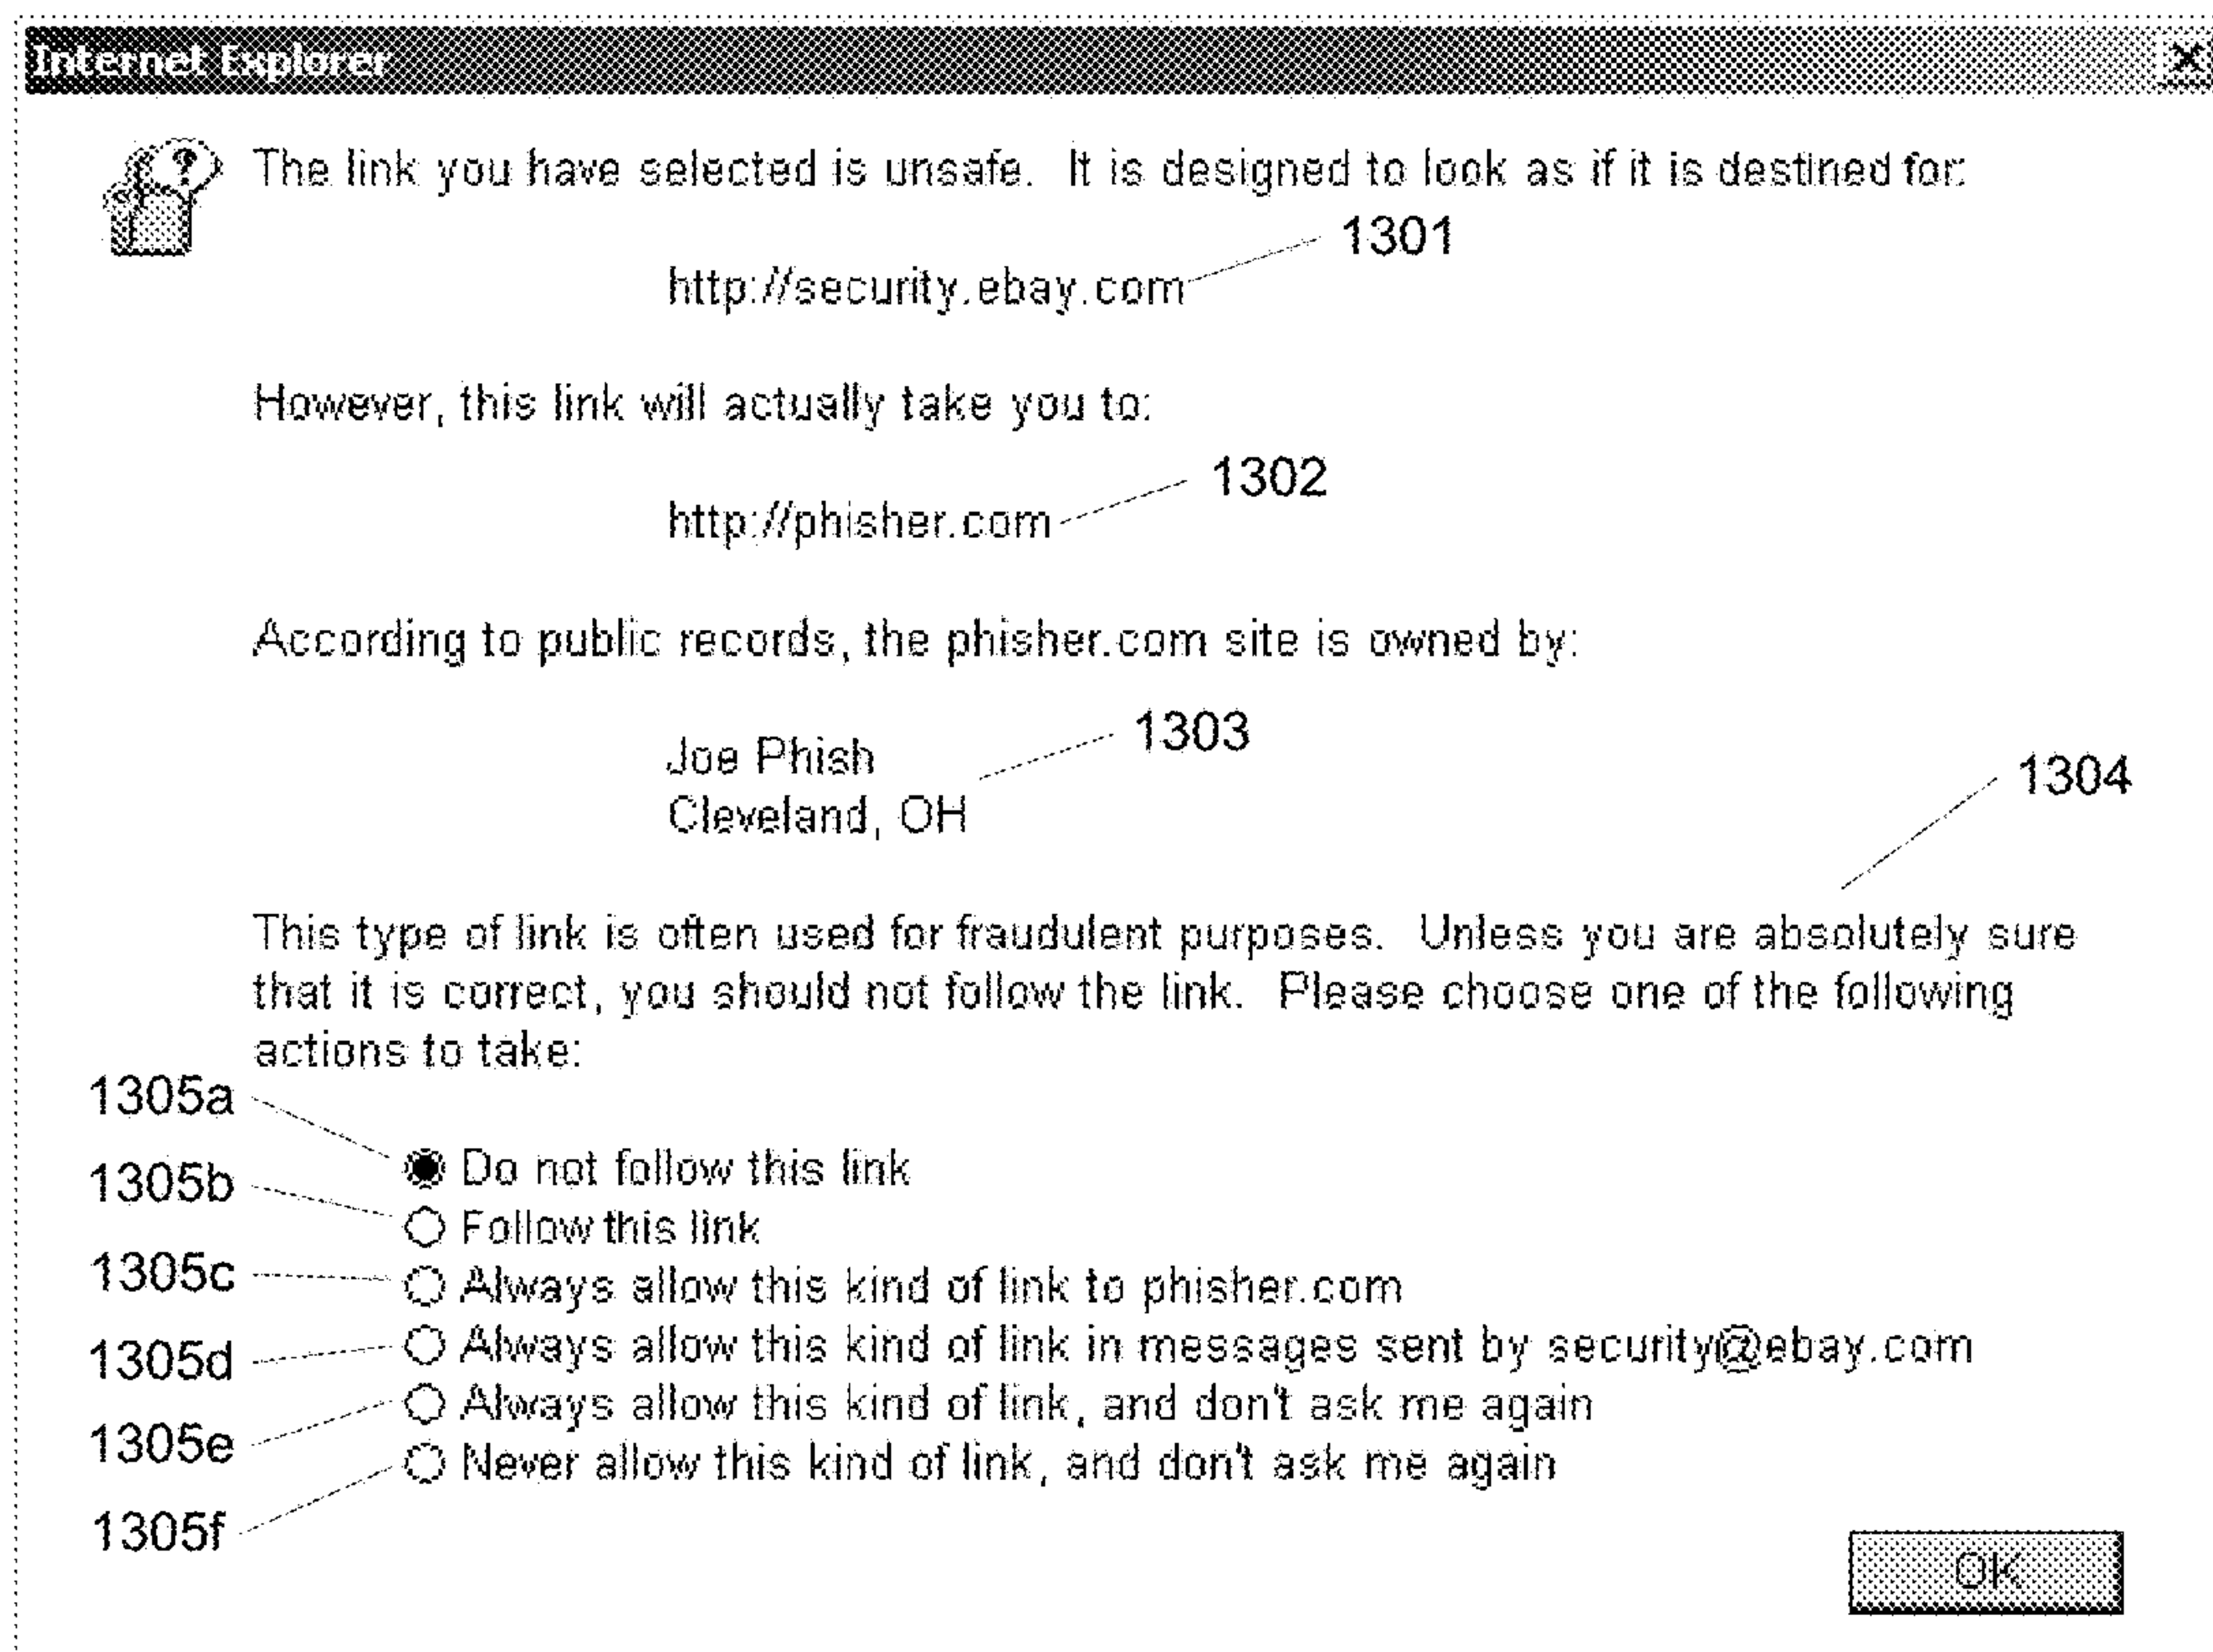 Internet Explorer
The link you have selected is unsafe. It is designed to look as if it is destined for:
1301
http://security.ebay.com
However, this link will actually take you to:
1302
http://phisher.com
According to public records, the phisher.com site is owned by:
1303
Joe Phish
1304
Cleveland, OH
This type of link is often used for fraudulent purposes. Unless you are absolutely sure
that it is correct, you should not follow the link. Please choose one of the following
actions to take:
1305a
Do not follow this link
1305b
Follow this link
1305c
Always allow this kind of link to phisher.com
1305d
Always allow this kind of link in messages sent by security@ebay.com
1305e
Always allow this kind of link, and don't ask me again
1305f
Never allow this kind of link, and don't ask me again
OK